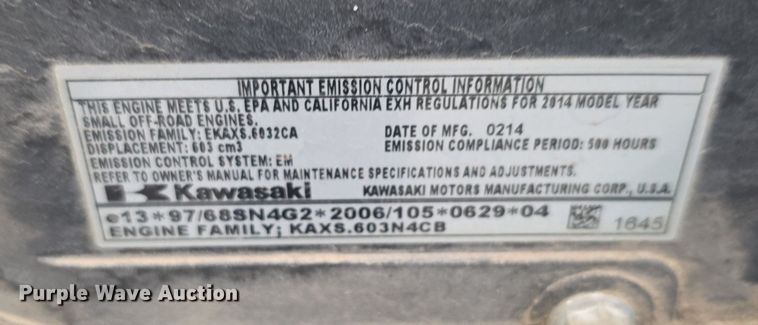 IMPORTANT EMISSION CONTROL INFORMATION
THIS ENGINE MEETS U.S. EPA AND CALIFORNIA EXH REGULATIONS FOR 2014 MODEL YEAR
SMALL OFF-ROAD ENGINES.
EMISSION FAMILY: EKAXS.6032CA DATE OF MFG. 0214
DISPLACEMENT: 603 cm3 EMISSION COMPLIANCE PERIOD: 500 HOURS
EMISSION CONTROL SYSTEM: EM
REFER TO OWNER'S MANUAL FOR MAINTENANCE SPECIFICATIONS AND ADJUSTMENTS.
Kawasaki KAWASAKI MOTORS MANUFACTURING CORP., U.S.A.
e13*97/68SN4G2*2006/105*0629*04
ENGINE FAMILY; KAXS.603N4CB 1645
Purple Wave Auction